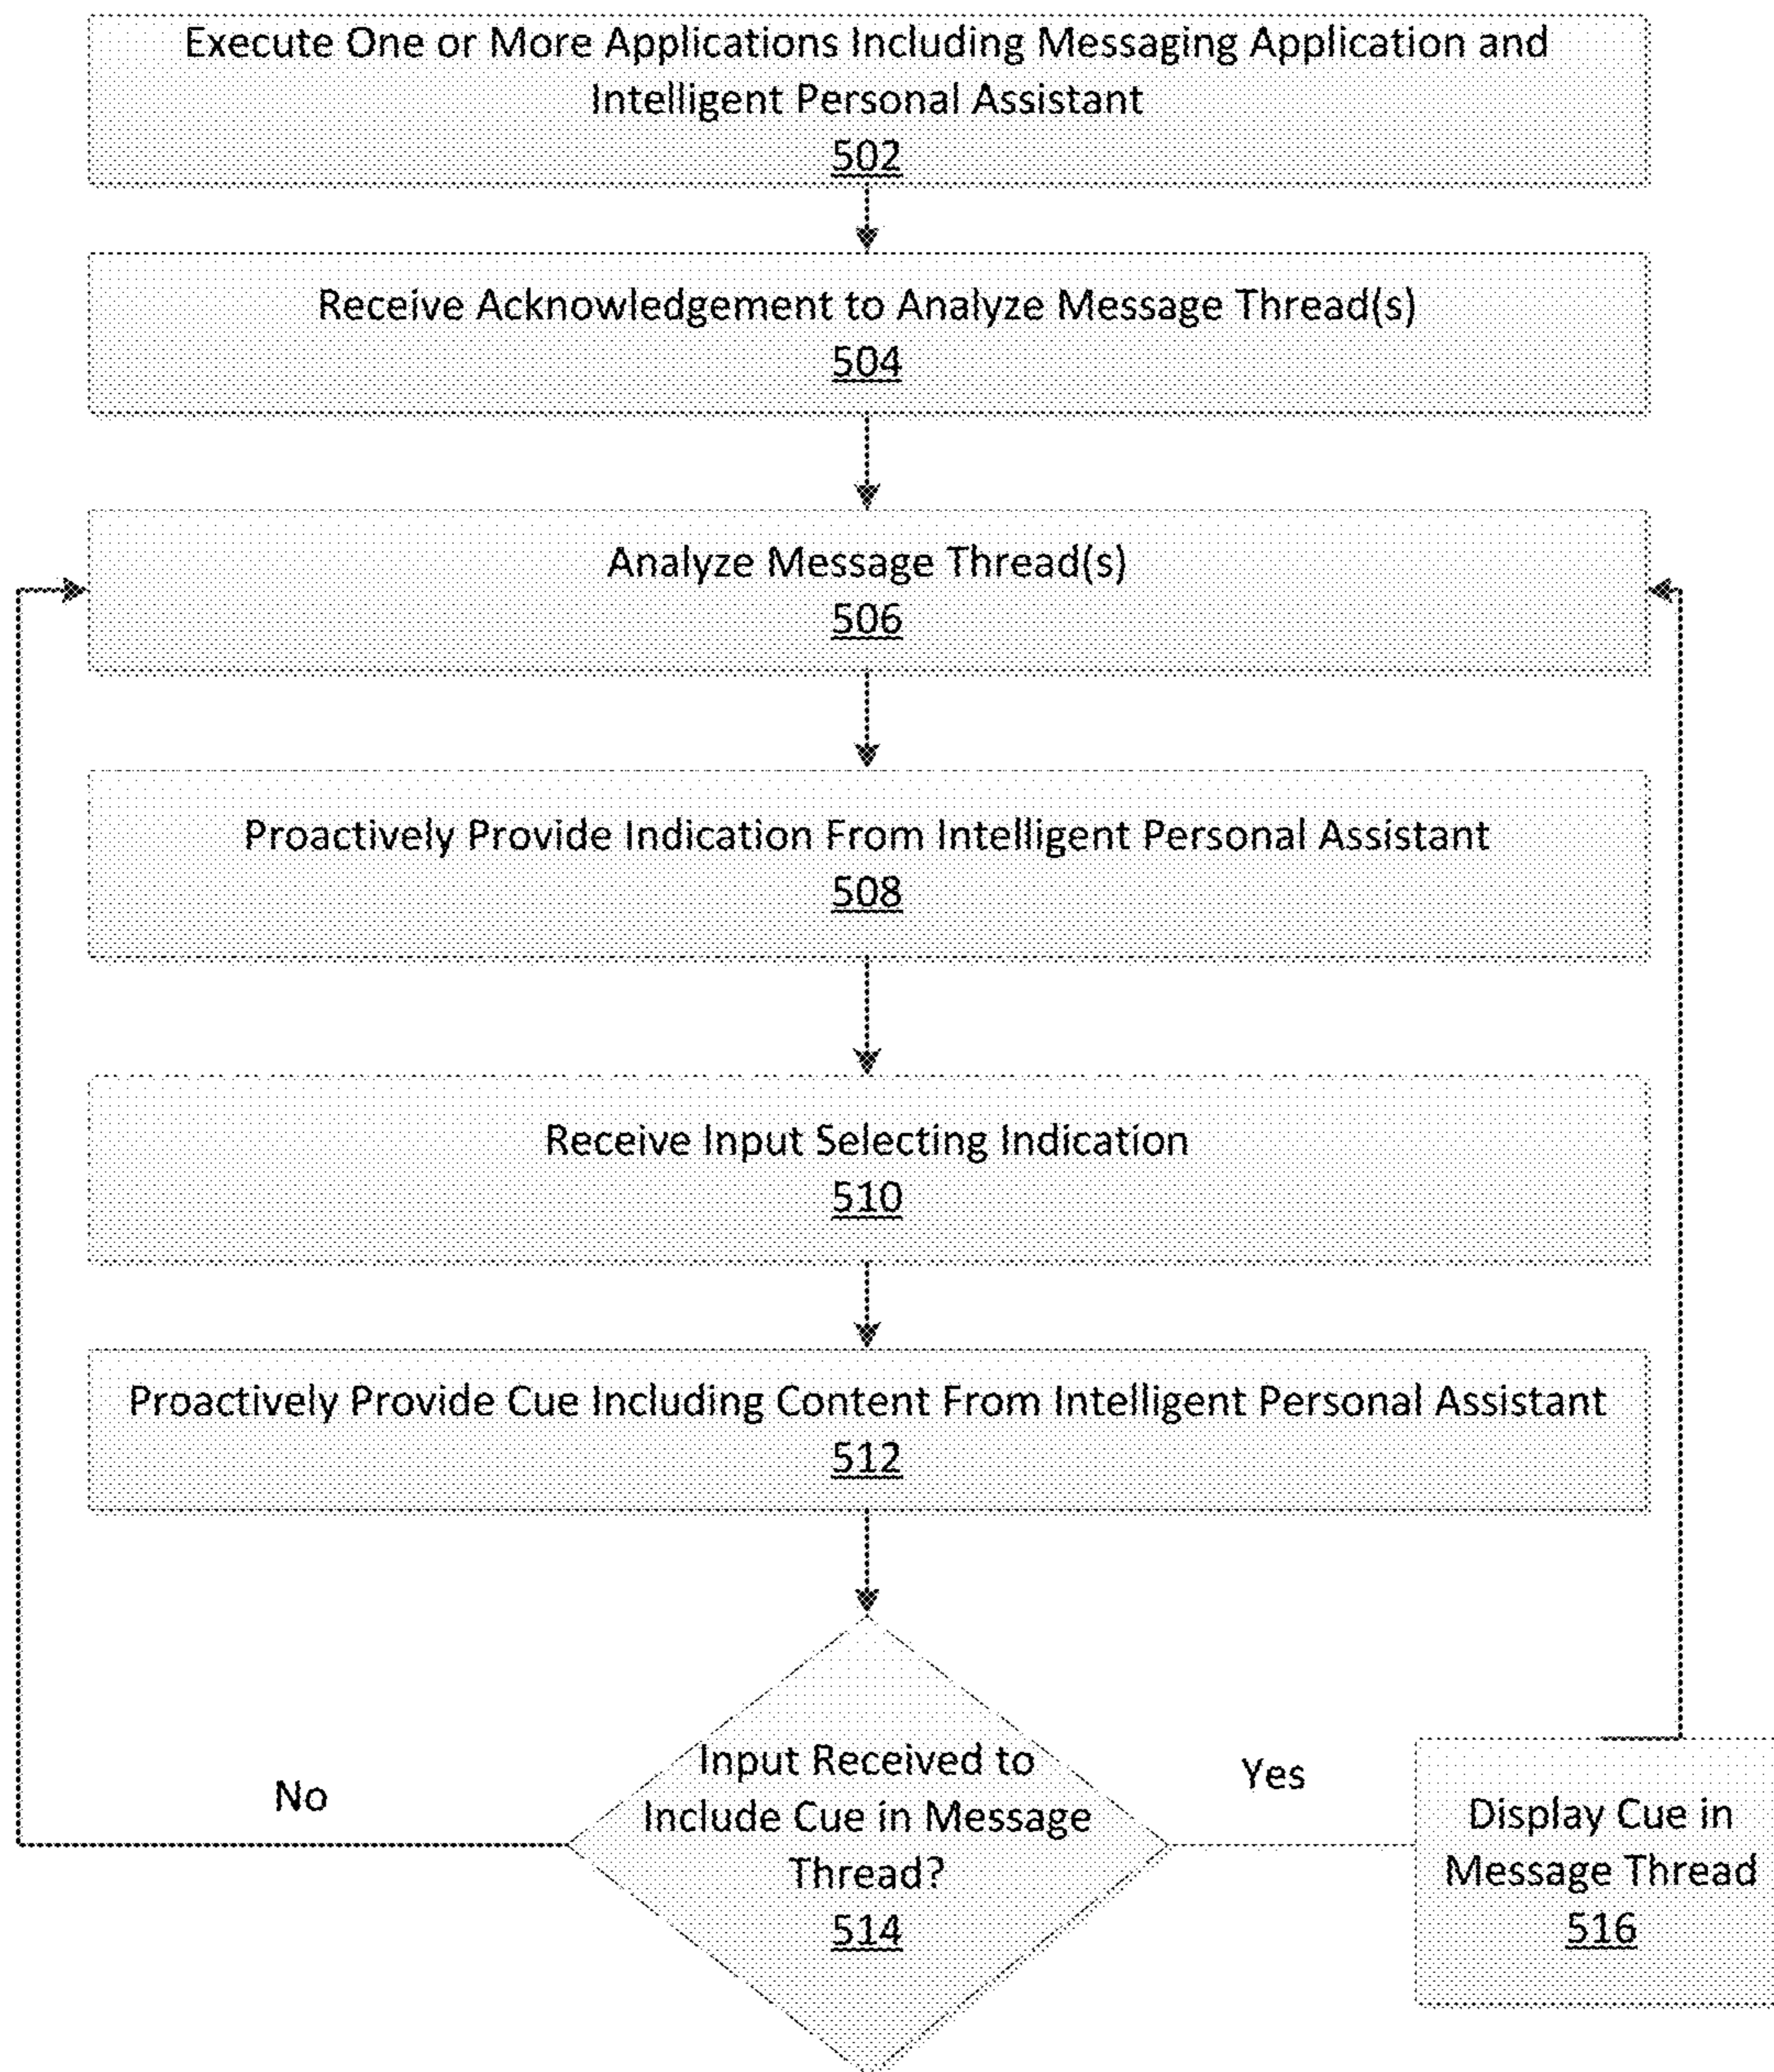 Execute One or More Applications Including Messaging Application and
Intelligent Personal Assistant
502
Receive Acknowledgement to Analyze Message Thread(s)
504
Analyze Message Thread(s)
506
Proactively Provide Indication From Intelligent Personal Assistant
508
Receive Input Selecting Indication
510
Proactively Provide Cue Including Content From Intelligent Personal Assistant
512
No
Input Received to
Include Cue in Message
Thread?
514
Yes
Display Cue in
Message Thread
516